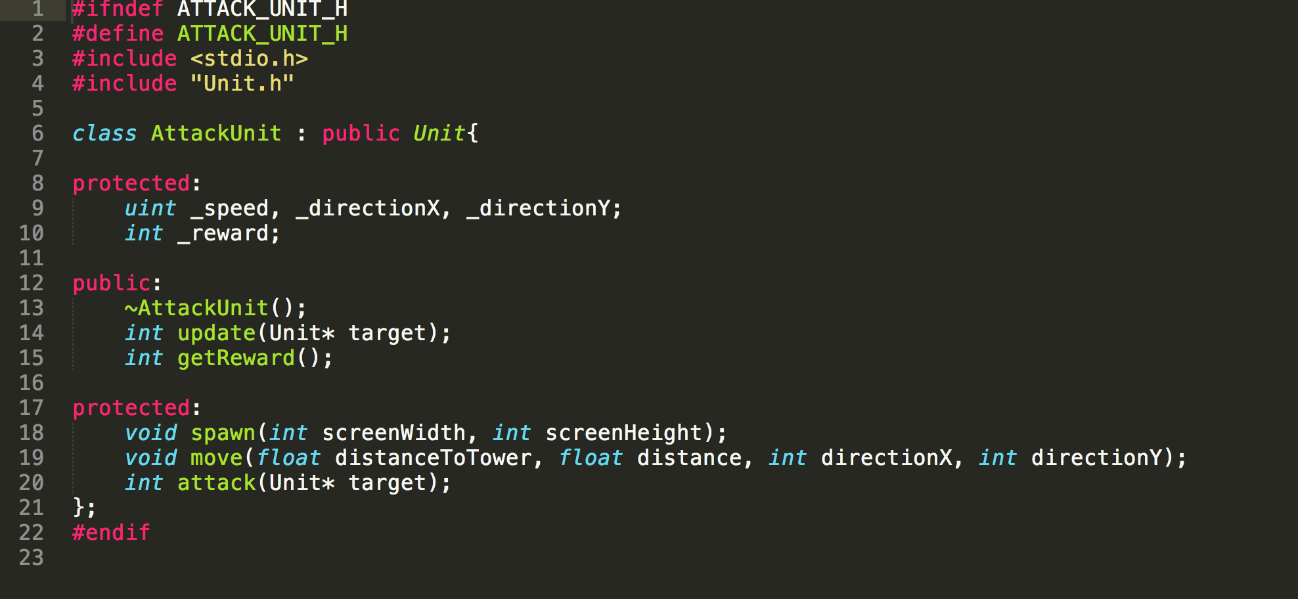 1 #ifndef ATTACK_UNIT_H
2 #define ATTACK_UNIT_H
3 #include <stdio.h>
4 #include "Unit.h"
5
6 class AttackUnit : public Unit{
7
8 protected:
9     uint _speed, _directionX, _directionY;
10     int _reward;
11
12 public:
13     ~AttackUnit();
14     int update(Unit* target);
15     int getReward();
16
17 protected:
18     void spawn(int screenWidth, int screenHeight);
19     void move(float distanceToTower, float distance, int directionX, int directionY);
20     int attack(Unit* target);
21 };
22 #endif
23